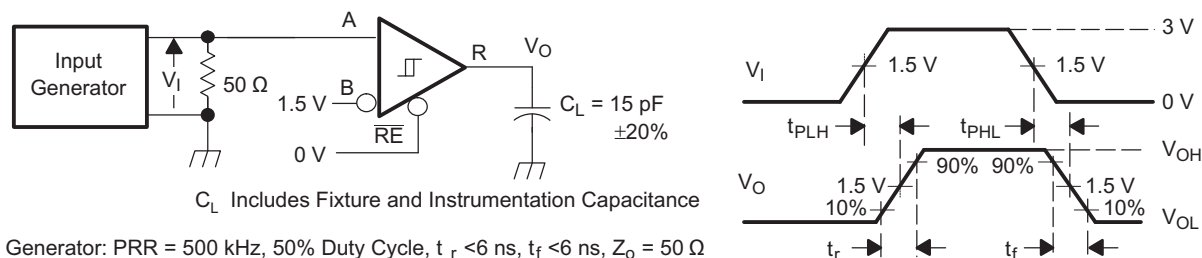 Input
Generator
V_I
50 Ω
A
B
1.5 V
0 V
R̅E̅
R
V_O
C_L = 15 pF
±20%
C_L Includes Fixture and Instrumentation Capacitance
Generator: PRR = 500 kHz, 50% Duty Cycle, t_r <6 ns, t_f <6 ns, Z_o = 50 Ω
3 V
V_I
1.5 V
1.5 V
0 V
t_PLH
t_PHL
V_OH
90%
90%
V_O
1.5 V
1.5 V
10%
10%
V_OL
t_r
t_f